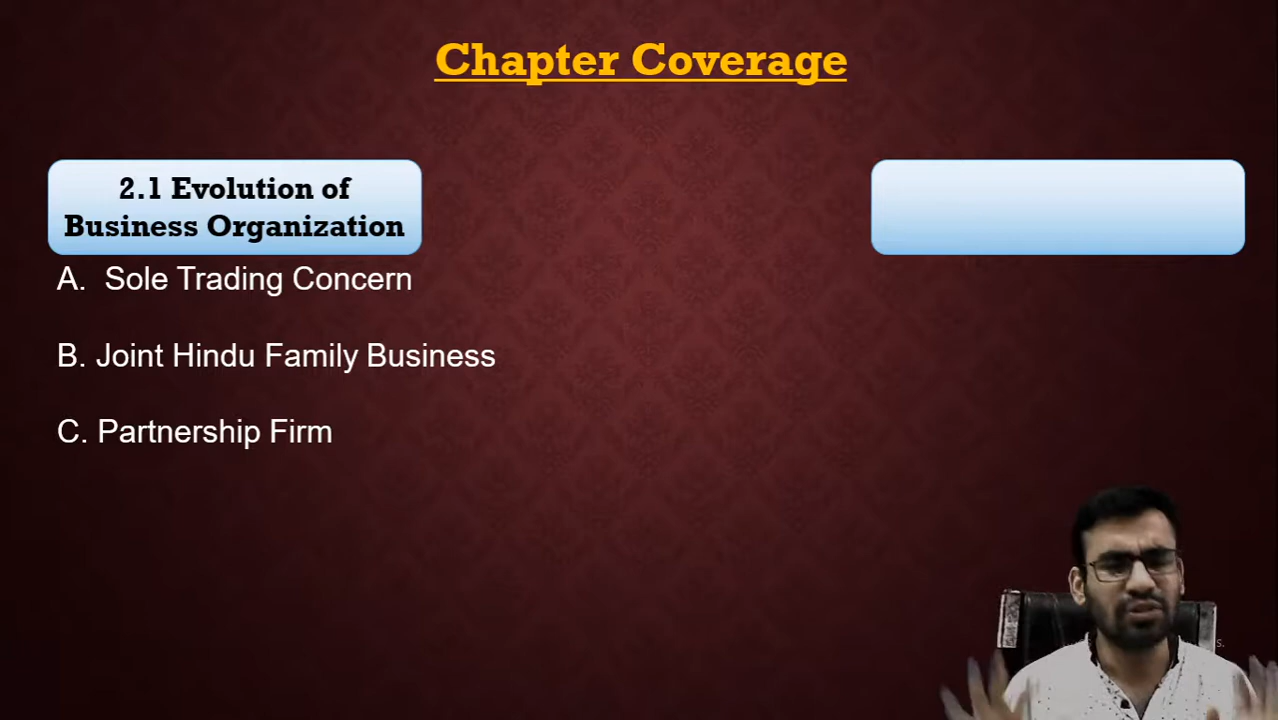 Chapter Coverage
2.1 Evolution of
Business Organization
A. Sole Trading Concern
B. Joint Hindu Family Business
C. Partnership Firm